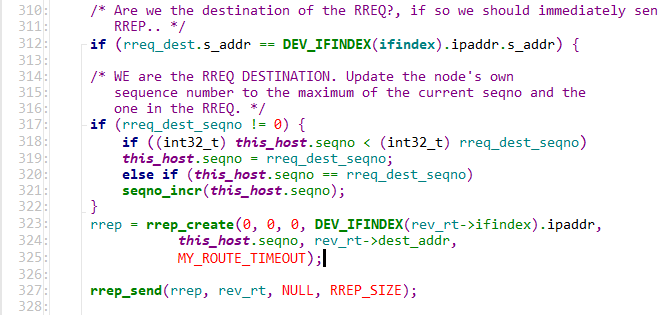 310: /* Are we the destination of the RREQ?, if so we should immediately sen
311: RREP.. */
312: if (rreq_dest.s_addr == DEV_IFINDEX(ifindex).ipaddr.s_addr) {
313:
314: /* WE are the RREQ DESTINATION. Update the node's own
315: sequence number to the maximum of the current seqno and the
316: one in the RREQ. */
317: if (rreq_dest_seqno != 0) {
318: if ((int32_t) this_host.seqno < (int32_t) rreq_dest_seqno)
319: this_host.seqno = rreq_dest_seqno;
320: else if (this_host.seqno == rreq_dest_seqno)
321: seqno_incr(this_host.seqno);
322: }
323: rrep = rrep_create(0, 0, 0, DEV_IFINDEX(rev_rt->ifindex).ipaddr,
324: this_host.seqno, rev_rt->dest_addr,
325: MY_ROUTE_TIMEOUT);
326:
327: rrep_send(rrep, rev_rt, NULL, RREP_SIZE);
328: